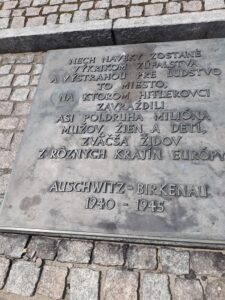 NECH NAVEKY ZOSTANE
VÝKRIKOM ZÚFALSTVA
A VÝSTRAHOU PRE ĽUDSTVO
TO MIESTO,
NA KTOROM HITLEROVCI
ZAVRAŽDILI
ASI POLDRUHA MILIÓNA
MUŽOV, ŽIEN A DETÍ,
ZVÄČŠA ŽIDOV
Z RÔZNYCH KRAJÍN EURÓPY
AUSCHWITZ-BIRKENAU
1940 - 1945